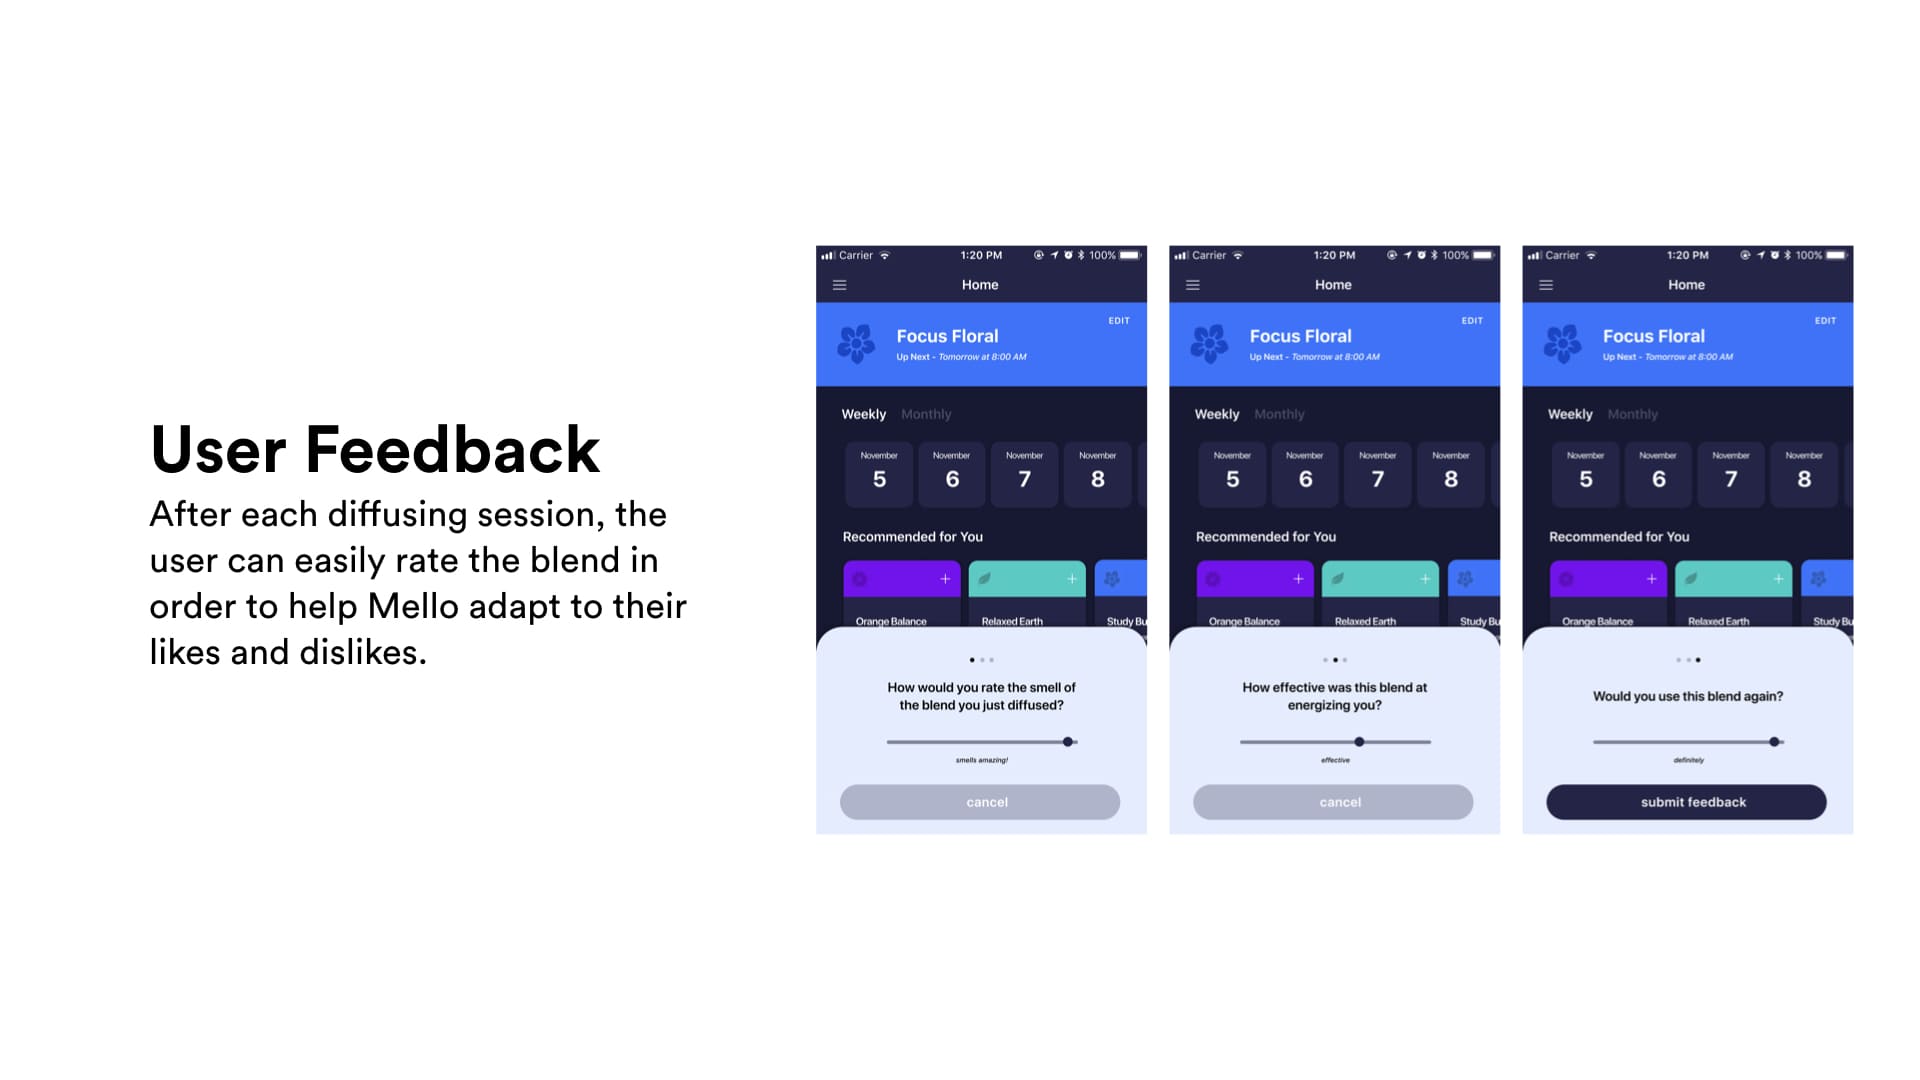 User Feedback
After each diffusing session, the
user can easily rate the blend in
order to help Mello adapt to their
likes and dislikes.
Carrier 1:20 PM 100%
Home
EDIT
Focus Floral
Up Next - Tomorrow at 8:00 AM
Weekly Monthly
November November November November
5 6 7 8
Recommended for You
+ +
Orange Balance Relaxed Earth Study Bu
How would you rate the smell of
the blend you just diffused?
smells amazing!
cancel
Carrier 1:20 PM 100%
Home
EDIT
Focus Floral
Up Next - Tomorrow at 8:00 AM
Weekly Monthly
November November November November
5 6 7 8
Recommended for You
+ +
Orange Balance Relaxed Earth Study Bu
How effective was this blend at
energizing you?
effective
cancel
Carrier 1:20 PM 100%
Home
EDIT
Focus Floral
Up Next - Tomorrow at 8:00 AM
Weekly Monthly
November November November November
5 6 7 8
Recommended for You
+ +
Orange Balance Relaxed Earth Study Bu
Would you use this blend again?
definitely
submit feedback